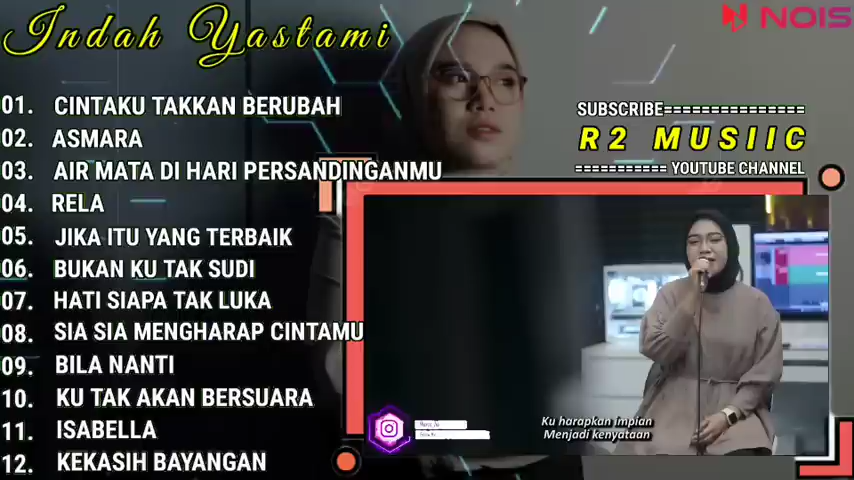 Indah Yastami
NOIS
01. CINTAKU TAKKAN BERUBAH
02. ASMARA
03. AIR MATA DI HARI PERSANDINGANMU
04. RELA
05. JIKA ITU YANG TERBAIK
06. BUKAN KU TAK SUDI
07. HATI SIAPA TAK LUKA
08. SIA SIA MENGHARAP CINTAMU
09. BILA NANTI
10. KU TAK AKAN BERSUARA
11. ISABELLA
12. KEKASIH BAYANGAN
SUBSCRIBE===============
R2 MUSIIC
=========== YOUTUBE CHANNEL
Ku harapkan impian
Menjadi kenyataan